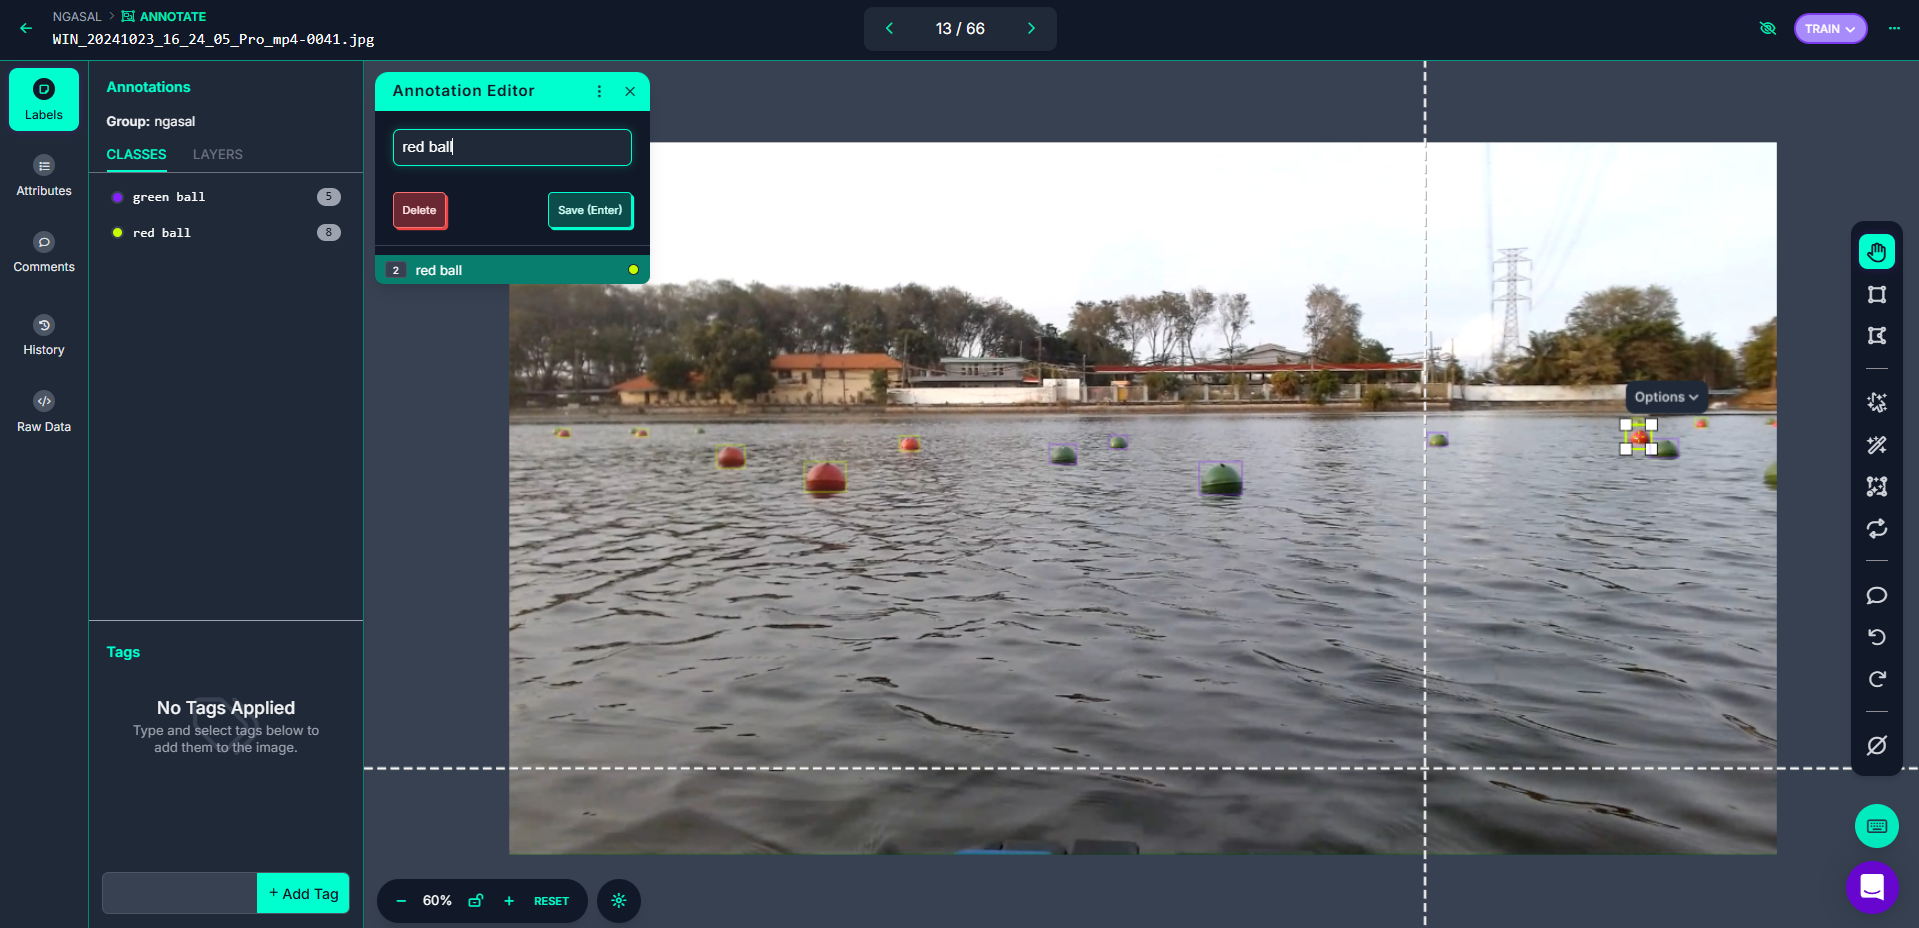 NGASAL > ANNOTATE
WIN_20241023_16_24_05_Pro_mp4-0041.jpg
13 / 66
TRAIN
Labels
Attributes
Comments
History
Raw Data
Annotations
Group: ngasal
CLASSES LAYERS
green ball 5
red ball 8
Annotation Editor
red ball
Delete Save (Enter)
2 red ball
Options
Tags
No Tags Applied
Type and select tags below to
add them to the image.
+ Add Tag
60% RESET